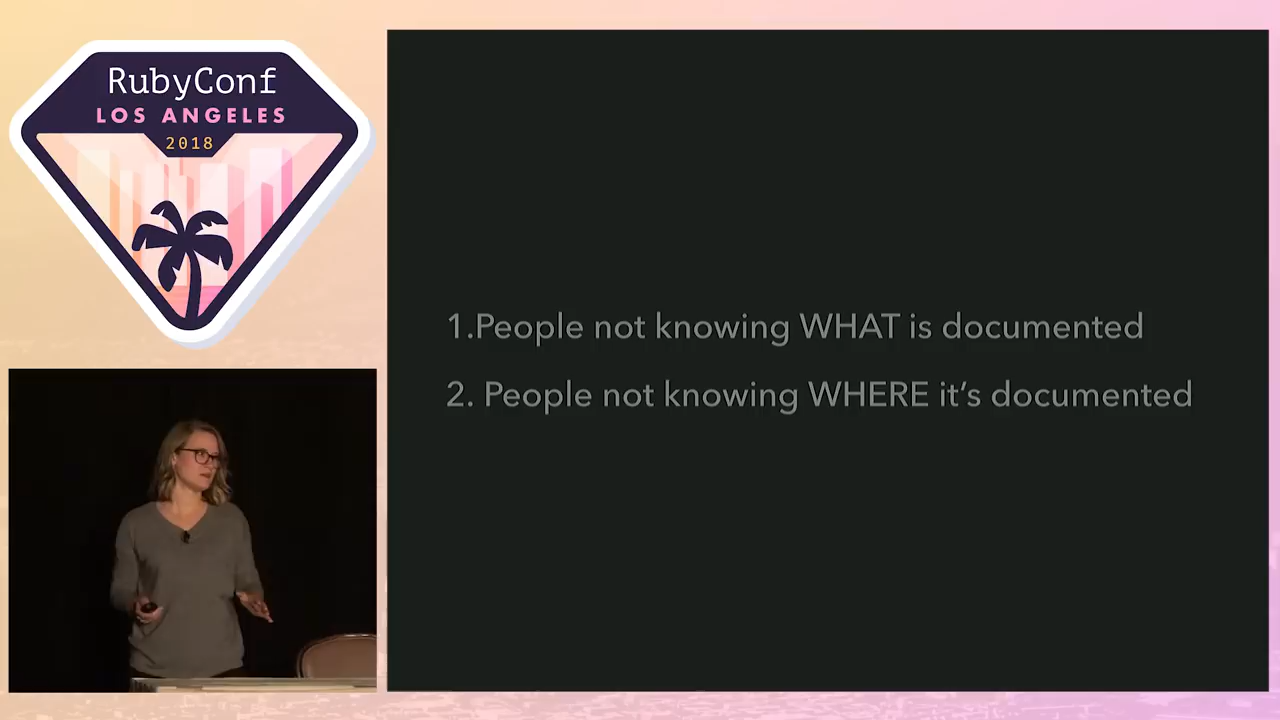 RubyConf
LOS ANGELES
2018
1.People not knowing WHAT is documented
2. People not knowing WHERE it’s documented